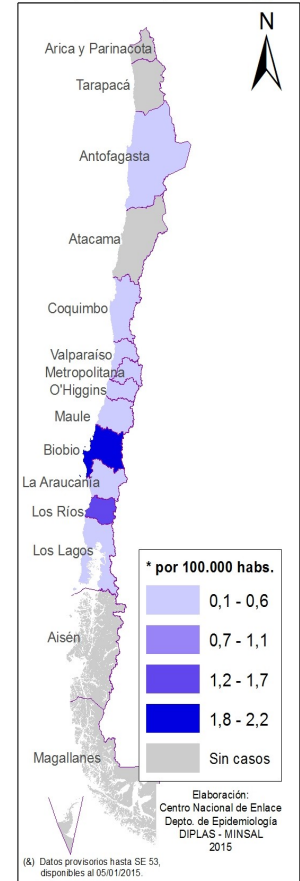 N
Arica y Parinacota
Tarapacá
Antofagasta
Atacama
Coquimbo
Valparaíso
Metropolitana
O'Higgins
Maule
Biobio
La Araucanía
Los Ríos
Los Lagos
Aisén
Magallanes
* por 100.000 habs.
0,1 - 0,6
0,7 - 1,1
1,2 - 1,7
1,8 - 2,2
Sin casos
Elaboración:
Centro Nacional de Enlace
Depto. de Epidemiología
DIPLAS - MINSAL
2015
(&) Datos provisorios hasta SE 53,
disponibles al 05/01/2015.